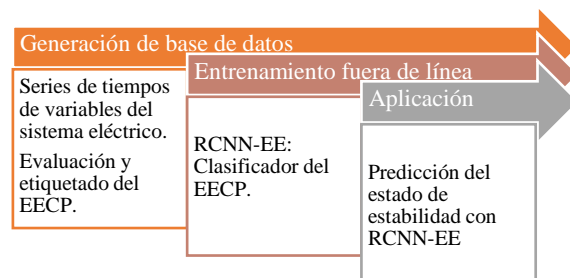 Generación de base de datos
Series de tiempos
de variables del
sistema eléctrico.
Evaluación y
etiquetado del
EECP.
Entrenamiento fuera de línea
RCNN-EE:
Clasificador del
EECP.
Aplicación
Predicción del
estado de
estabilidad con
RCNN-EE